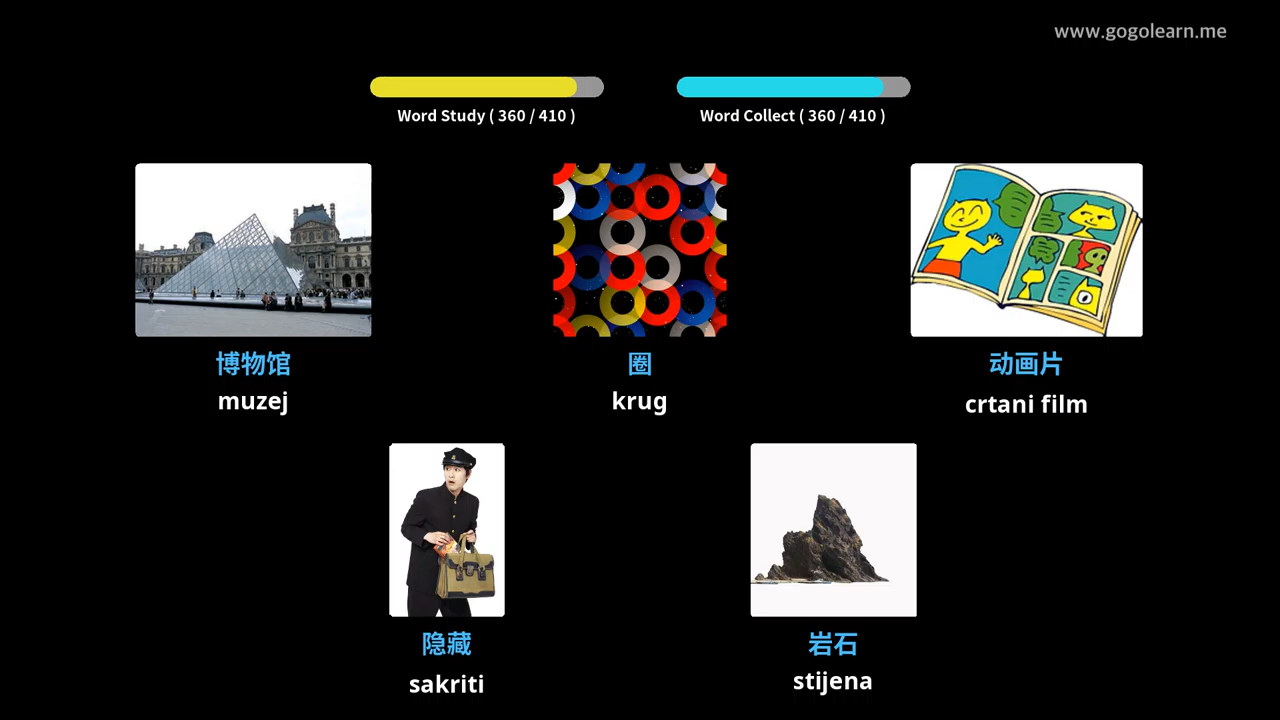 www.gogolearn.me
Word Study ( 360 / 410 )
Word Collect ( 360 / 410 )
博物馆
muzej
圈
krug
动画片
crtani film
隐藏
sakriti
岩石
stijena